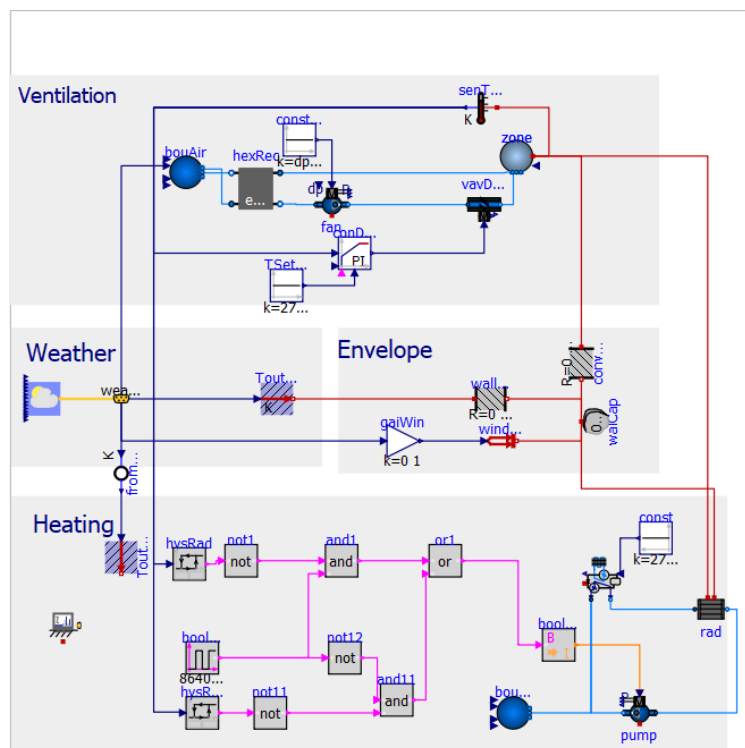 Ventilation
senT...
K
const...
k=dp...
zone
bouAir
hexRec
e...
dp
P
M
vavD...
fan
conD...
PI
TSet...
k=27...
Weather
Envelope
R=0 ...
conv...
wea...
Tout...
K
wall...
R=0 ...
0...
walCap
gaiWin
k=0 1
wind...
K
from...
Heating
Tout...
hysRad
not1
not
and1
and
or1
or
const
k=27...
rad
bool...
8640...
not12
not
bool...
B
I
hysR...
not11
not
and11
and
bou...
P
M
pump